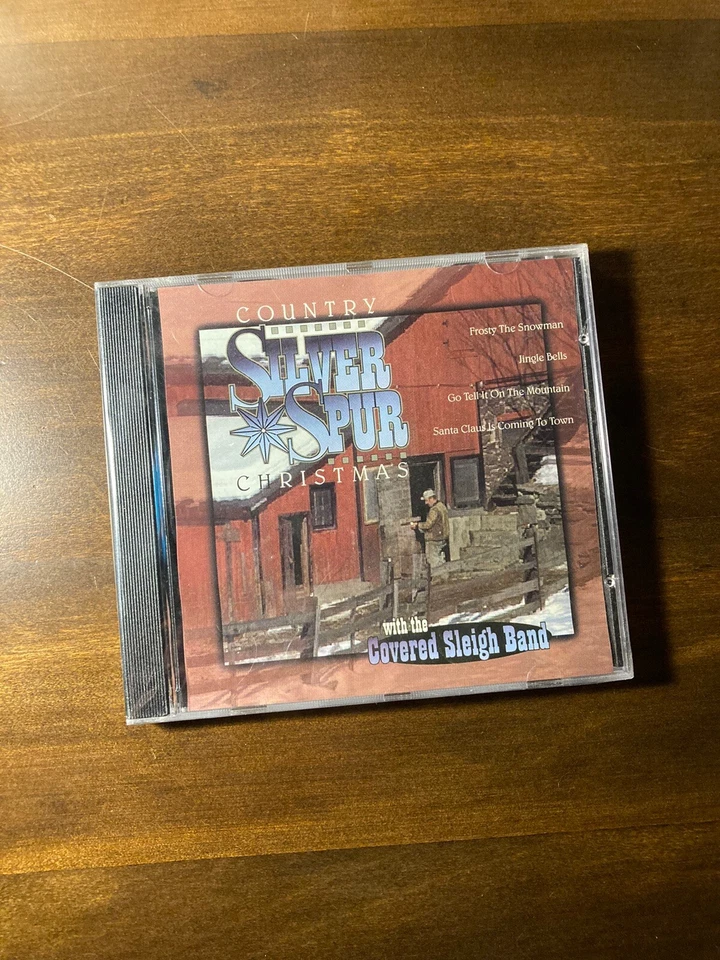 COUNTRY
SILVER
SPUR
CHRISTMAS
Frosty The Snowman
Jingle Bells
Go Tell It On The Mountain
Santa Claus Is Coming To Town
with the
Covered Sleigh Band